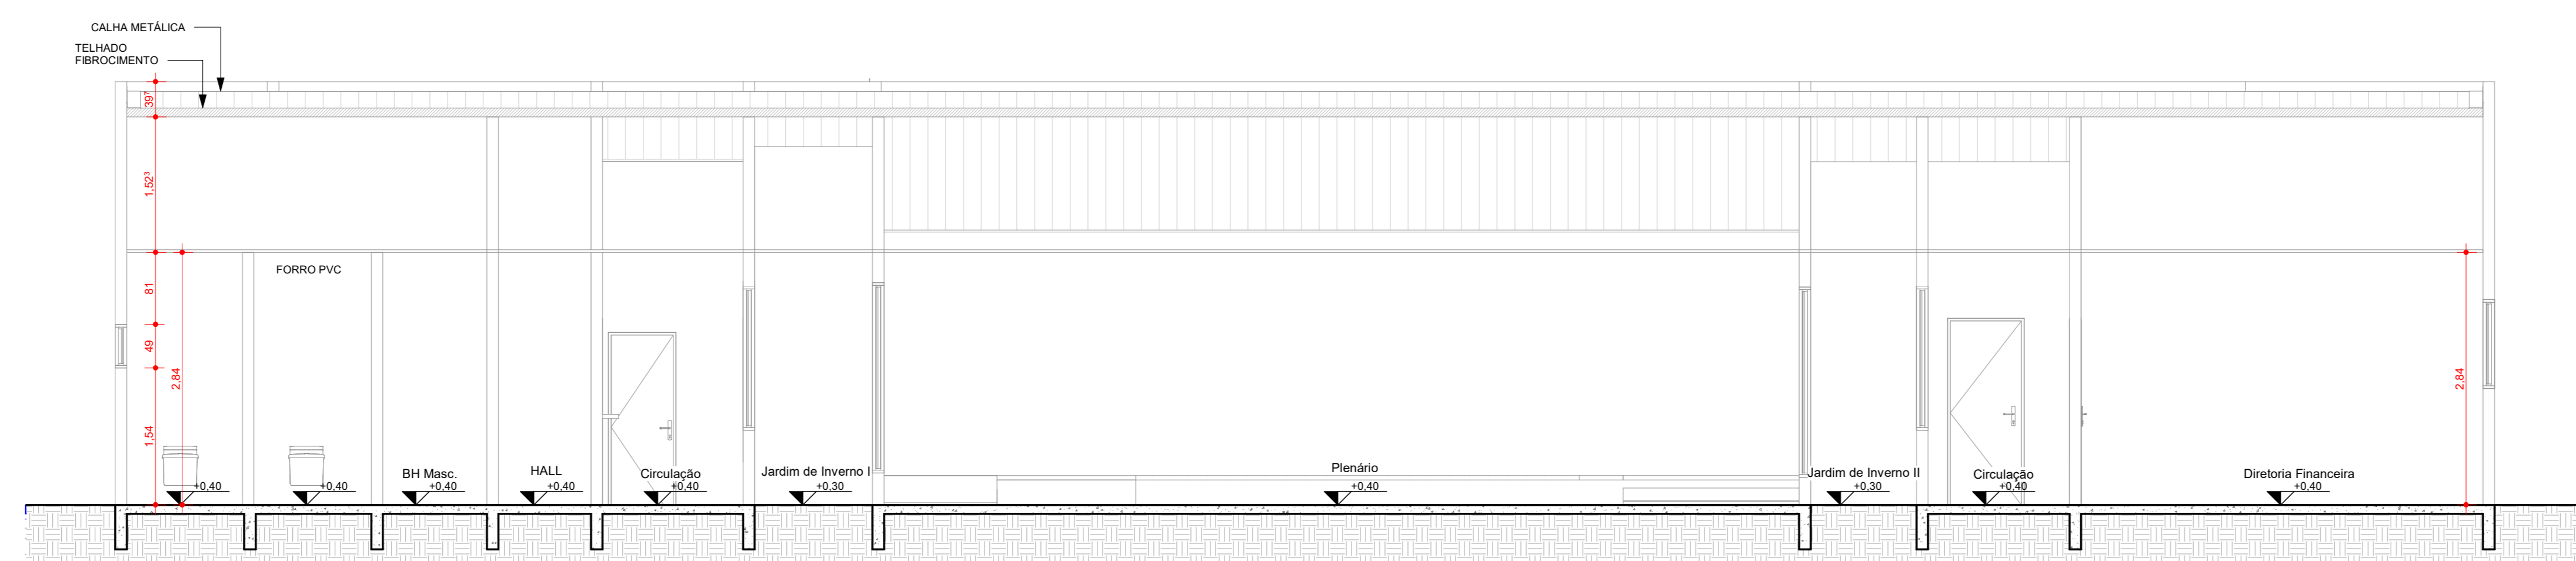 CALHA METÁLICA
TELHADO
FIBROCIMENTO
39⁷
1,52³
81
49
1,54
2,84
FORRO PVC
2,84
+0,40
+0,40
BH Masc.
+0,40
HALL
+0,40
Circulação
+0,40
Jardim de Inverno I
+0,30
Plenário
+0,40
Jardim de Inverno II
+0,30
Circulação
+0,40
Diretoria Financeira
+0,40